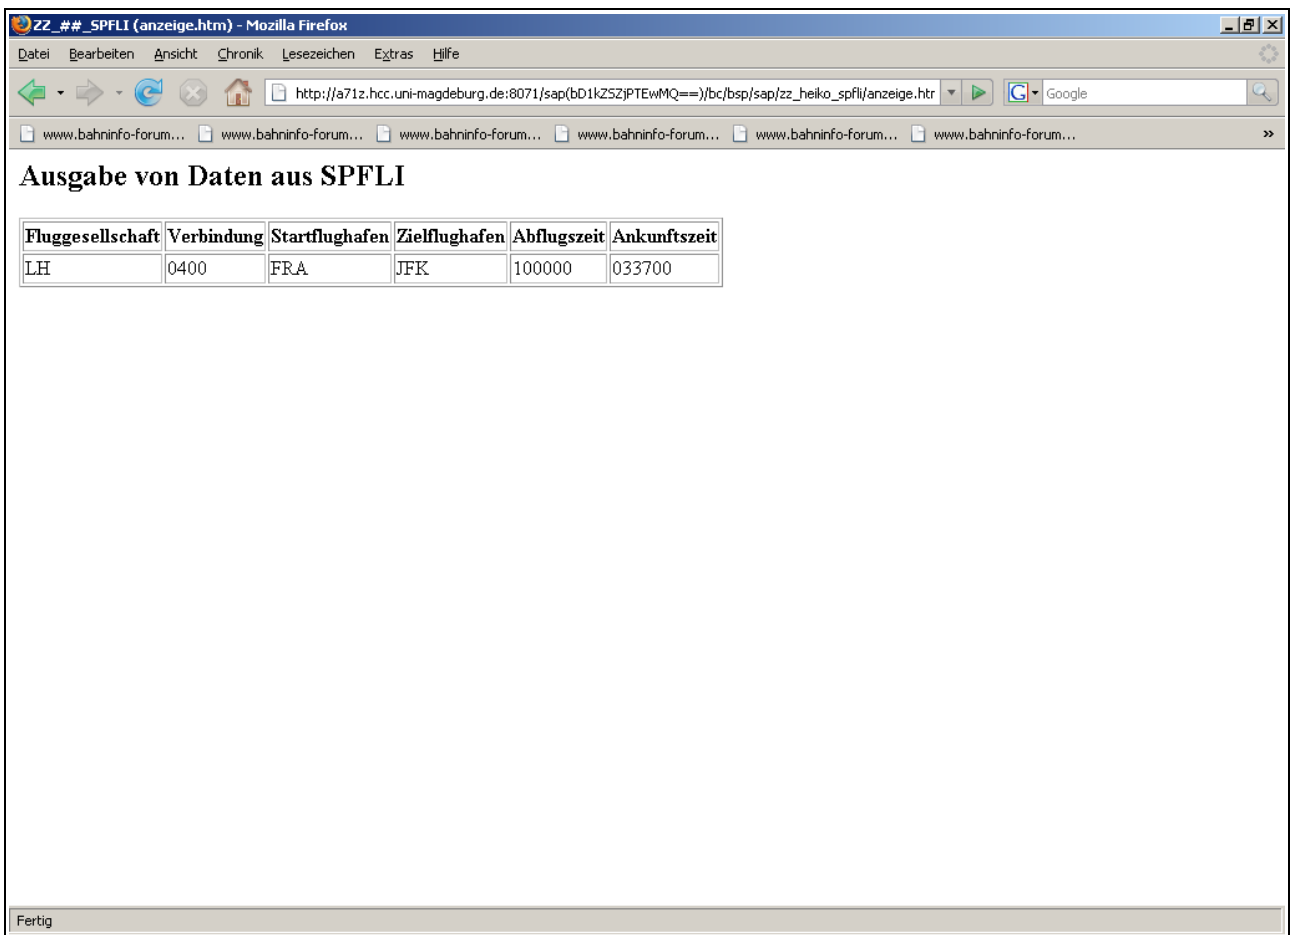 ZZ_##_SPFLI (anzeige.htm) - Mozilla Firefox
Datei Bearbeiten Ansicht Chronik Lesezeichen Extras Hilfe
http://a71z.hcc.uni-magdeburg.de:8071/sap(bD1kZSZjPTEwMQ==)/bc/bsp/sap/zz_heiko_spfli/anzeige.htr G Google
www.bahninfo-forum... www.bahninfo-forum... www.bahninfo-forum... www.bahninfo-forum... www.bahninfo-forum... www.bahninfo-forum... »
Ausgabe von Daten aus SPFLI
Fluggesellschaft Verbindung Startflughafen Zielflughafen Abflugszeit Ankunftszeit
LH 0400 FRA JFK 100000 033700
Fertig